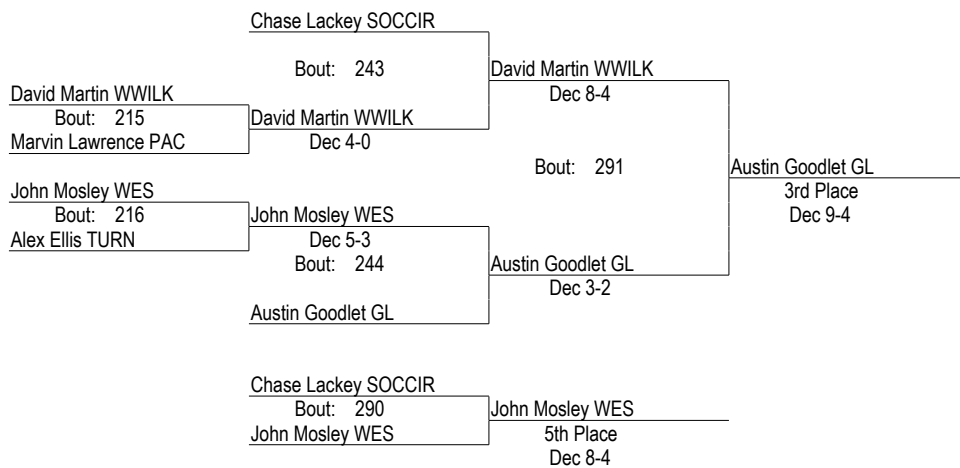 Chase Lackey SOCCIR
Bout: 243
David Martin WWILK
Dec 8-4
David Martin WWILK
Bout: 215
Marvin Lawrence PAC
David Martin WWILK
Dec 4-0
Bout: 291
Austin Goodlet GL
3rd Place
Dec 9-4
John Mosley WES
Bout: 216
Alex Ellis TURN
John Mosley WES
Dec 5-3
Bout: 244
Austin Goodlet GL
Dec 3-2
Austin Goodlet GL
Chase Lackey SOCCIR
Bout: 290
John Mosley WES
John Mosley WES
5th Place
Dec 8-4